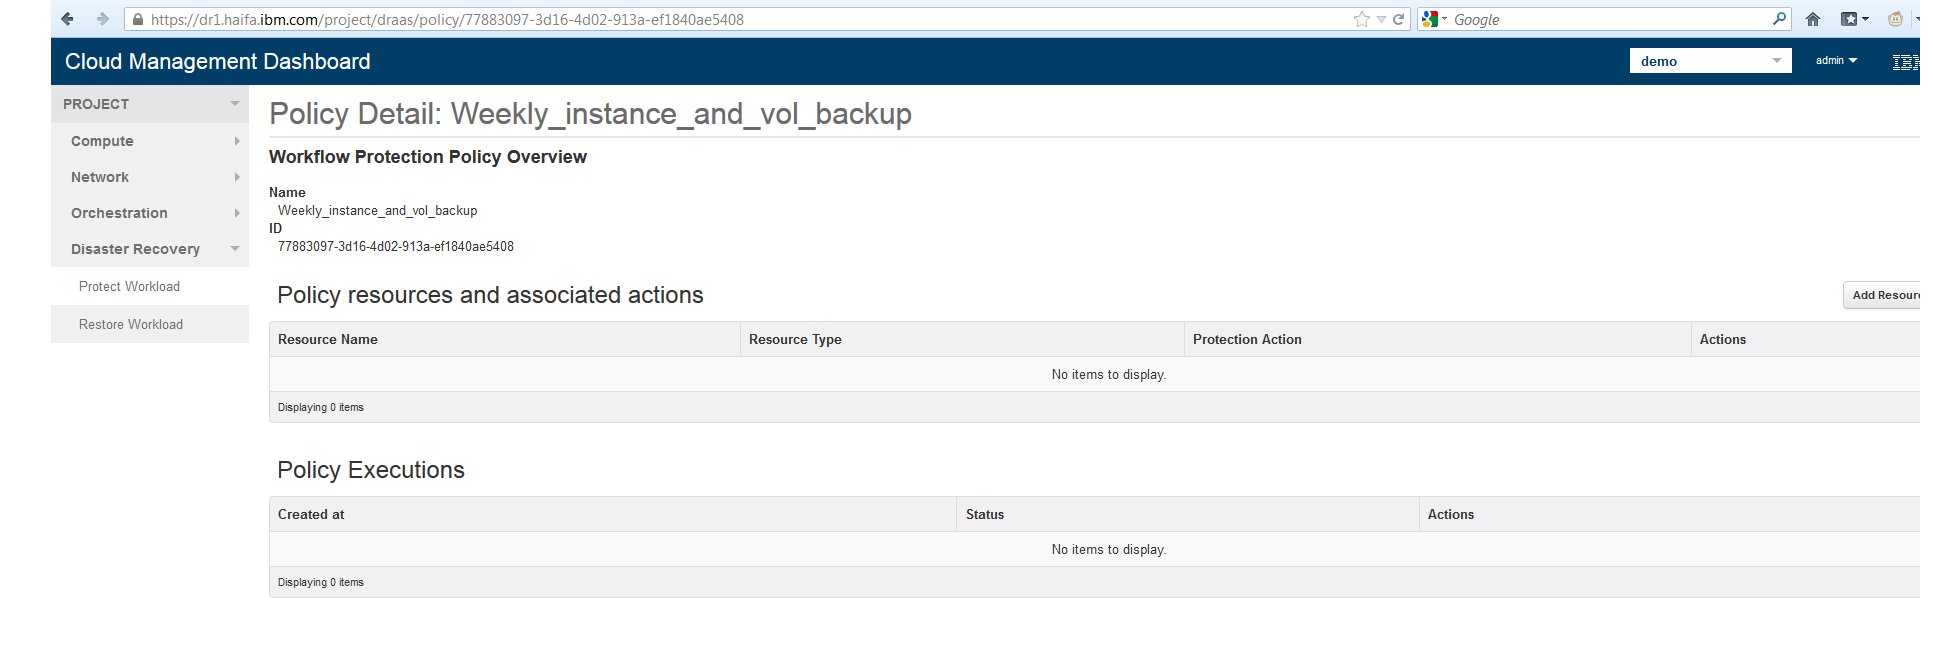 https://dr1.haifa.ibm.com/project/draas/policy/77883097-3d16-4d02-913a-ef1840ae5408
Google
Cloud Management Dashboard
demo
admin
IBM
PROJECT
Compute
Network
Orchestration
Disaster Recovery
Protect Workload
Restore Workload
Policy Detail: Weekly_instance_and_vol_backup
Workflow Protection Policy Overview
Name
Weekly_instance_and_vol_backup
ID
77883097-3d16-4d02-913a-ef1840ae5408
Policy resources and associated actions
Add Resour
Resource Name Resource Type Protection Action Actions
No items to display.
Displaying 0 items
Policy Executions
Created at Status Actions
No items to display.
Displaying 0 items